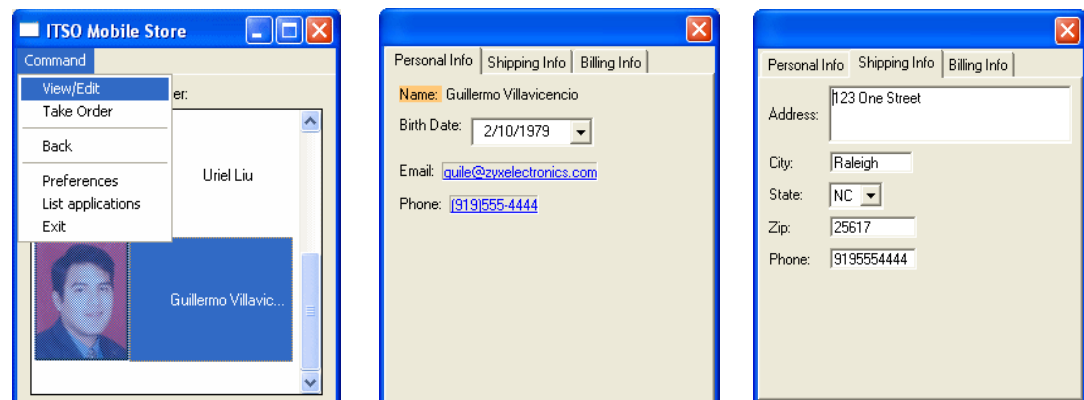 ITSO Mobile Store
Command
View/Edit
er:
Take Order
Back
Preferences
List applications
Exit
Uriel Liu
Guillermo Villavic...
Personal Info Shipping Info Billing Info
Name: Guillermo Villavicencio
Birth Date: 2/10/1979
Email: guile@zyxelectronics.com
Phone: (919)555-4444
Personal Info Shipping Info Billing Info
Address: 123 One Street
City: Raleigh
State: NC
Zip: 25617
Phone: 9195554444